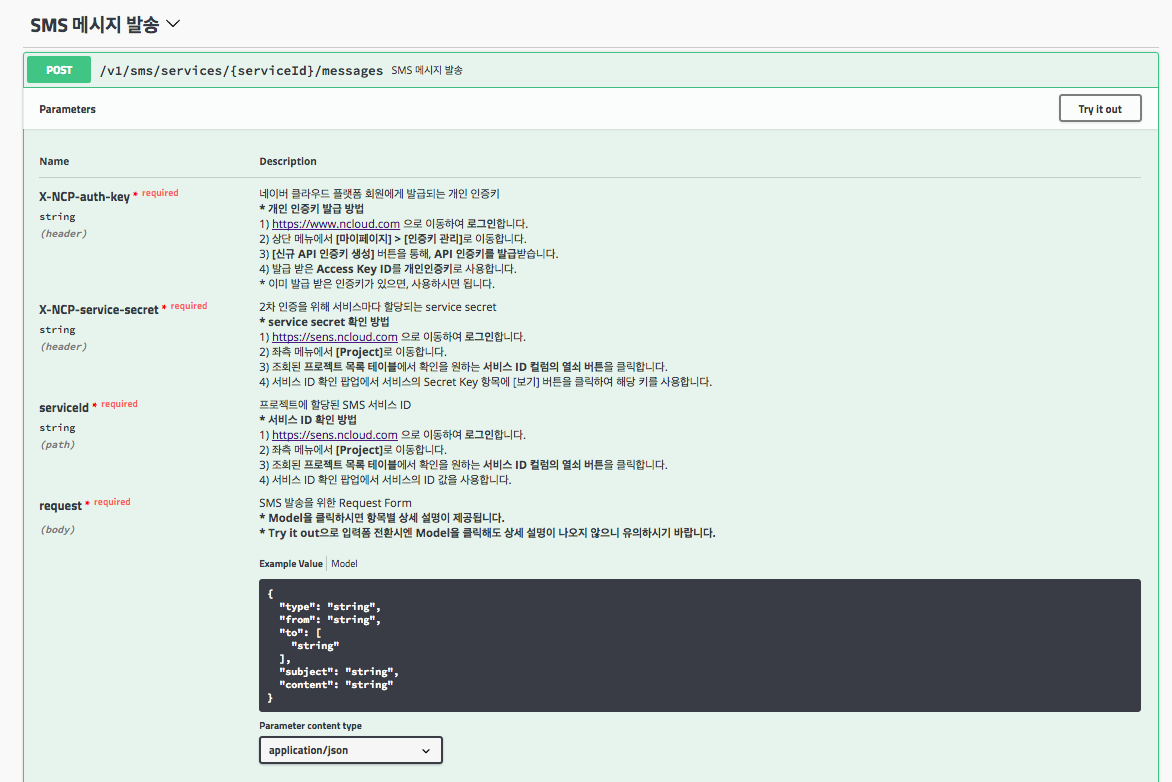 SMS 메시지 발송
POST /v1/sms/services/{serviceId}/messages SMS 메시지 발송
Parameters
Try it out
Name Description
X-NCP-auth-key * required
string
(header)
네이버 클라우드 플랫폼 회원에게 발급되는 개인 인증키
* 개인 인증키 발급 방법
1) https://www.ncloud.com 으로 이동하여 로그인합니다.
2) 상단 메뉴에서 [마이페이지] > [인증키 관리]로 이동합니다.
3) [신규 API 인증키 생성] 버튼을 통해, API 인증키를 발급받습니다.
4) 발급 받은 Access Key ID를 개인인증키로 사용합니다.
* 이미 발급 받은 인증키가 있으면, 사용하시면 됩니다.
X-NCP-service-secret * required
string
(header)
2차 인증을 위해 서비스마다 할당되는 service secret
* service secret 확인 방법
1) https://sens.ncloud.com 으로 이동하여 로그인합니다.
2) 좌측 메뉴에서 [Project]로 이동합니다.
3) 조회된 프로젝트 목록 테이블에서 확인을 원하는 서비스 ID 컬럼의 열쇠 버튼을 클릭합니다.
4) 서비스 ID 확인 팝업에서 서비스의 Secret Key 항목에 [보기] 버튼을 클릭하여 해당 키를 사용합니다.
serviceId * required
string
(path)
프로젝트에 할당된 SMS 서비스 ID
* 서비스 ID 확인 방법
1) https://sens.ncloud.com 으로 이동하여 로그인합니다.
2) 좌측 메뉴에서 [Project]로 이동합니다.
3) 조회된 프로젝트 목록 테이블에서 확인을 원하는 서비스 ID 컬럼의 열쇠 버튼을 클릭합니다.
4) 서비스 ID 확인 팝업에서 서비스의 ID 값을 사용합니다.
request * required
(body)
SMS 발송을 위한 Request Form
* Model을 클릭하시면 항목별 상세 설명이 제공됩니다.
* Try it out으로 입력폼 전환시엔 Model을 클릭해도 상세 설명이 나오지 않으니 유의하시기 바랍니다.
Example Value Model
{
"type": "string",
"from": "string",
"to": [
"string"
],
"subject": "string",
"content": "string"
}
Parameter content type
application/json